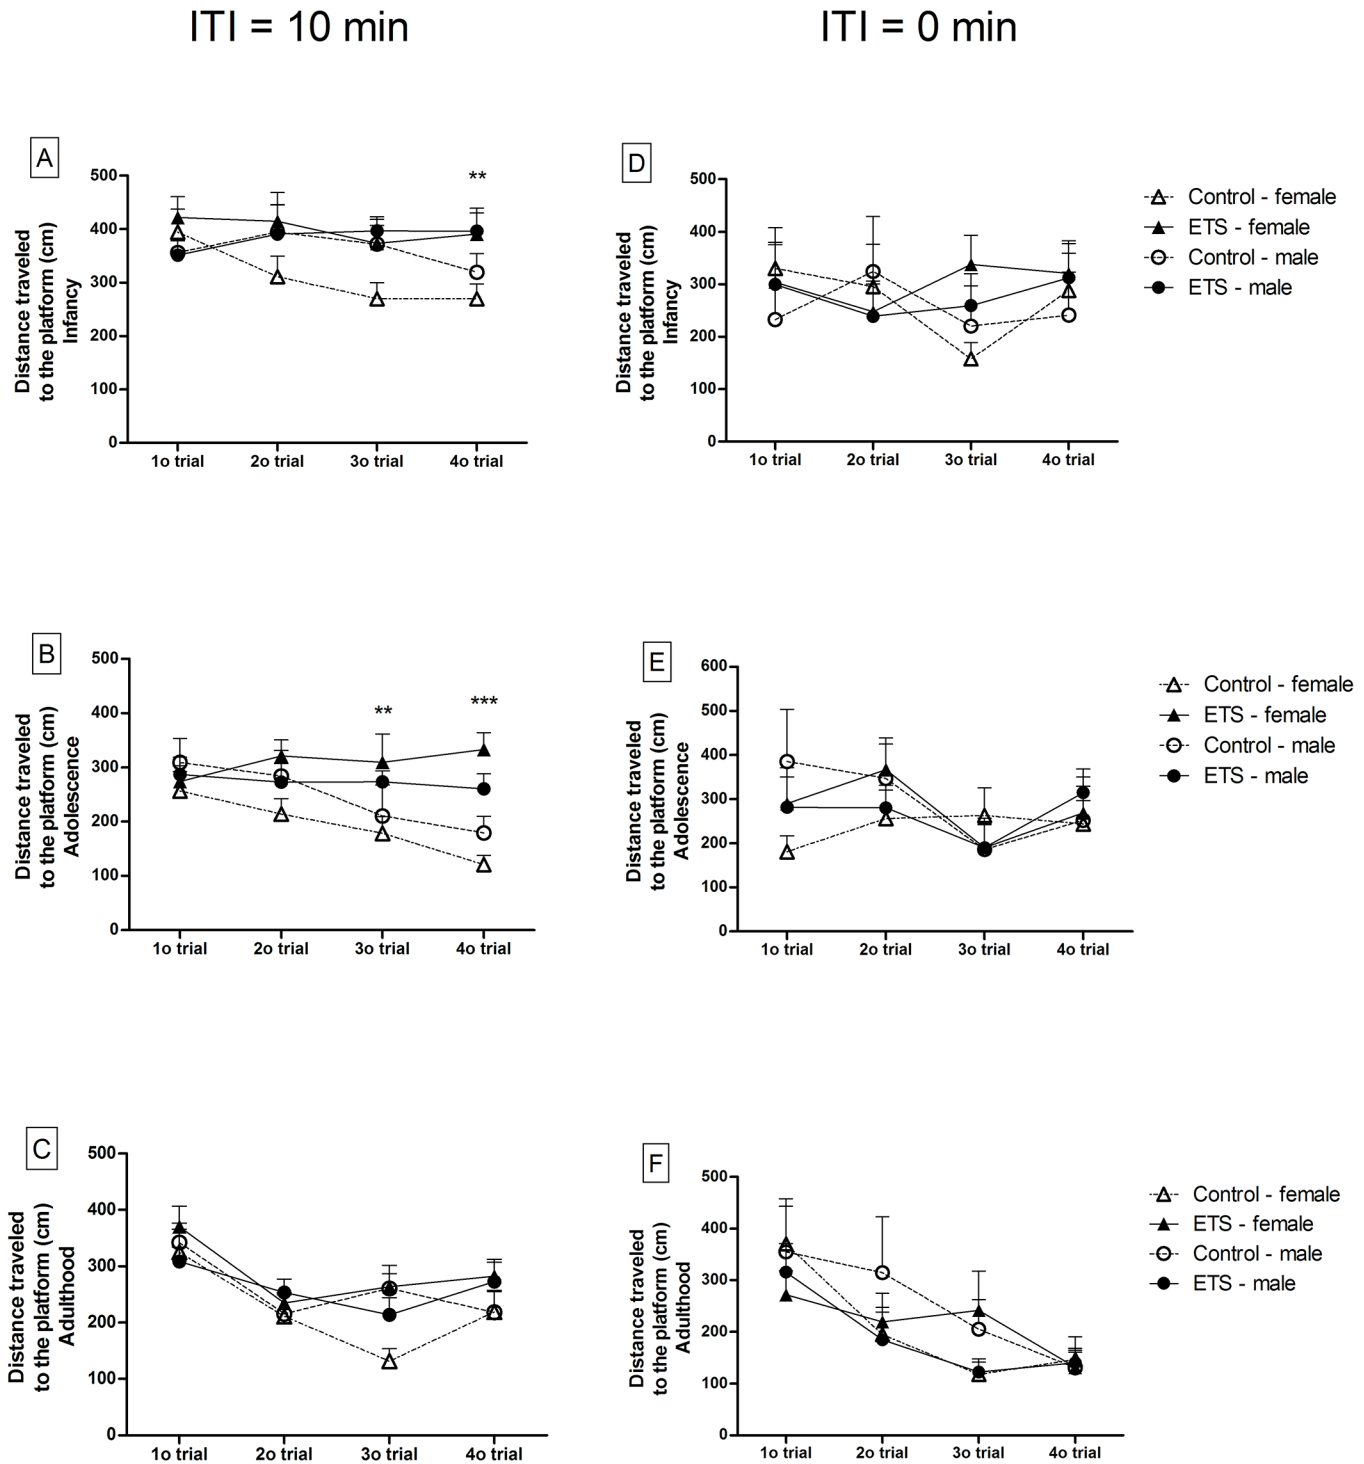 ITI = 10 min
ITI = 0 min
A
500
400
300
200
100
0
Distance traveled
to the platform (cm)
Infancy
**
1o trial
2o trial
3o trial
4o trial
D
500
400
300
200
100
0
Distance traveled
to the platform (cm)
Infancy
1o trial
2o trial
3o trial
4o trial
Control - female
ETS - female
Control - male
ETS - male
B
500
400
300
200
100
0
Distance traveled
to the platform (cm)
Adolescence
**
***
1o trial
2o trial
3o trial
4o trial
E
600
500
400
300
200
100
0
Distance traveled
to the platform (cm)
Adolescence
1o trial
2o trial
3o trial
4o trial
Control - female
ETS - female
Control - male
ETS - male
C
500
400
300
200
100
0
Distance traveled
to the platform (cm)
Adulthood
1o trial
2o trial
3o trial
4o trial
F
500
400
300
200
100
0
Distance traveled
to the platform (cm)
Adulthood
1o trial
2o trial
3o trial
4o trial
Control - female
ETS - female
Control - male
ETS - male